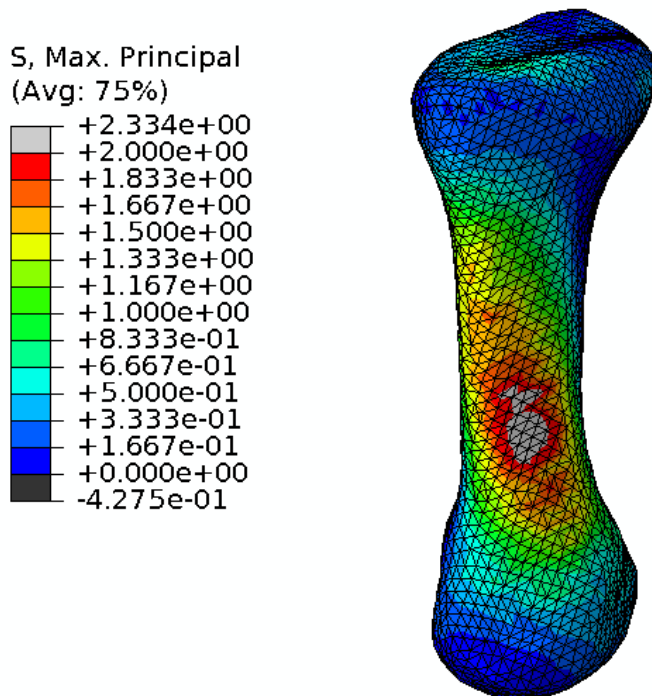 S, Max. Principal
(Avg: 75%)
+2.334e+00
+2.000e+00
+1.833e+00
+1.667e+00
+1.500e+00
+1.333e+00
+1.167e+00
+1.000e+00
+8.333e-01
+6.667e-01
+5.000e-01
+3.333e-01
+1.667e-01
+0.000e+00
-4.275e-01